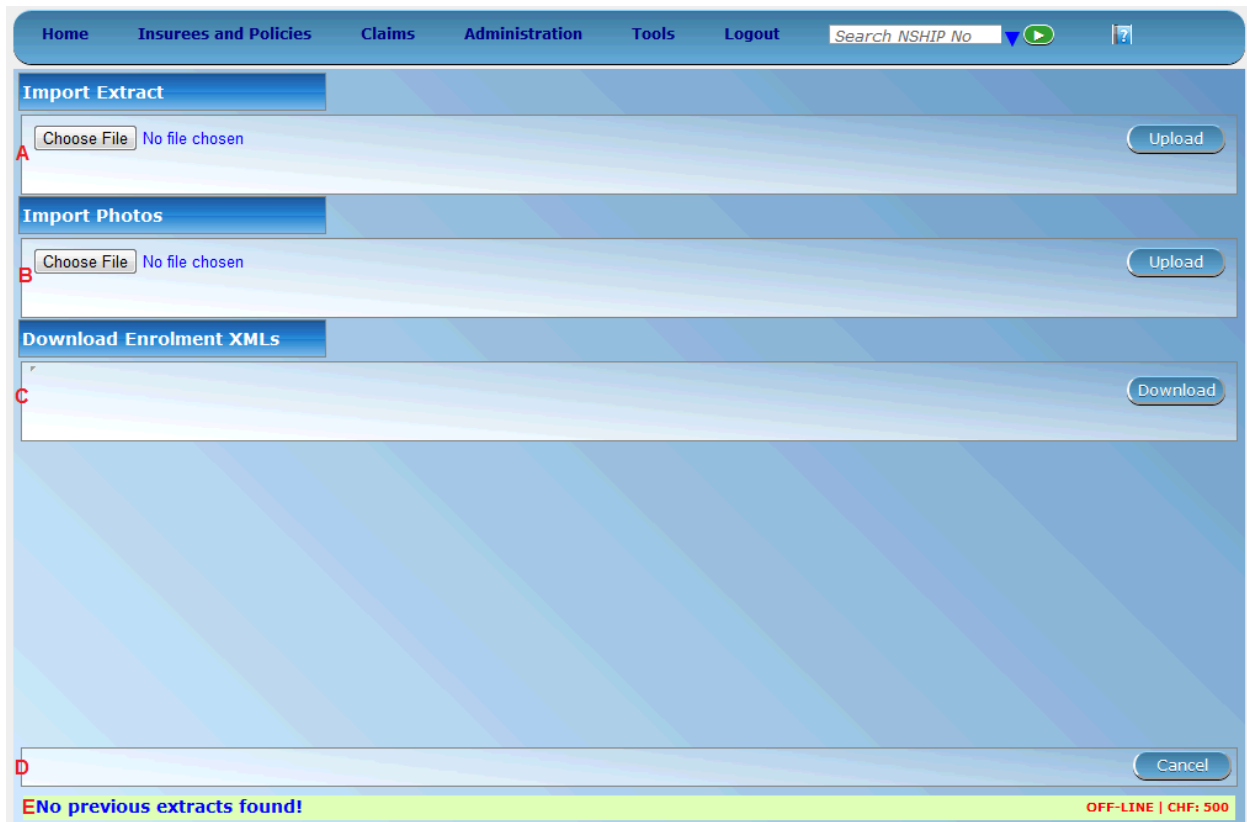 Home Insurees and Policies Claims Administration Tools Logout Search NSHIP No
Import Extract
Choose File No file chosen Upload
A
Import Photos
Choose File No file chosen Upload
B
Download Enrolment XMLs
C Download
D Cancel
E No previous extracts found! OFF-LINE | CHF: 500